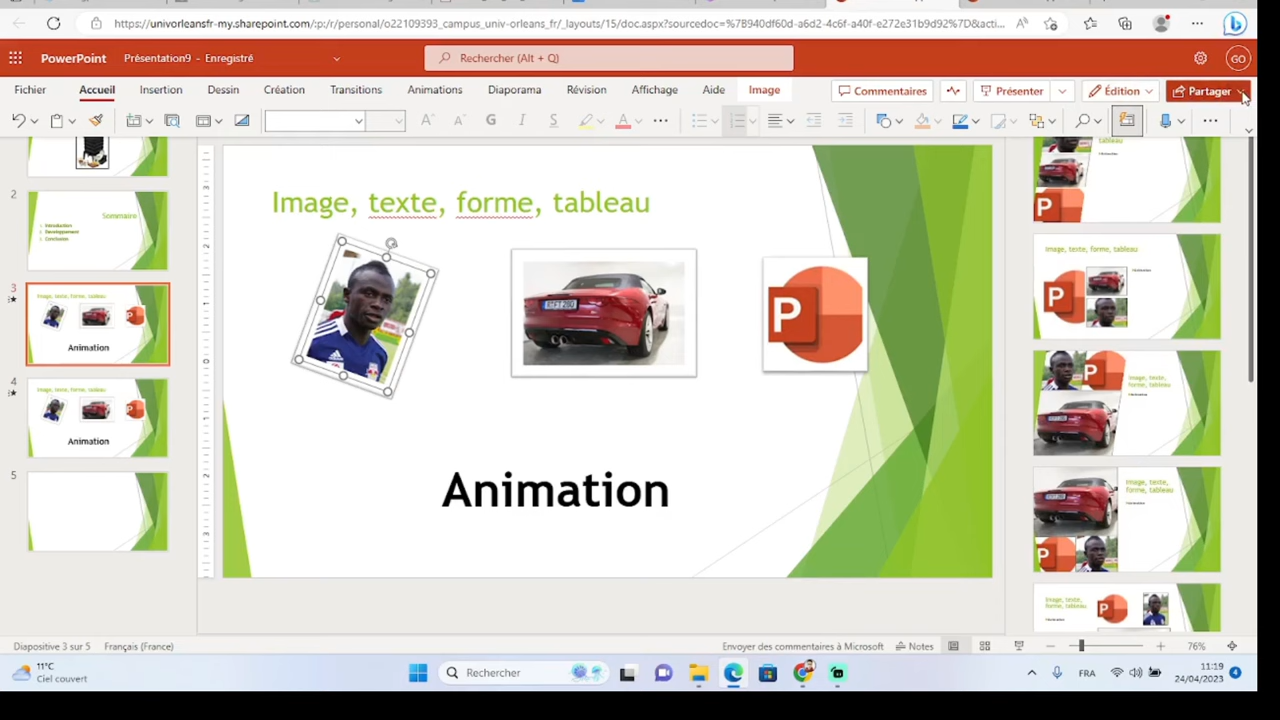 https://univorleansfr-my.sharepoint.com/:p:/r/personal/o22109393_campus_univ-orleans_fr/_layouts/15/doc.aspx?sourcedoc=%7B940df60d-a6d2-4c6f-a40f-e272e31b9d92%7D&acti...
PowerPoint Présentation9 - Enregistré Rechercher (Alt + Q) GO
Fichier Accueil Insertion Dessin Création Transitions Animations Diaporama Révision Affichage Aide Image Commentaires Présenter Édition Partager
G I S A
2 Sommaire
Introduction
Développement
Conclusion
3 Image, texte, forme, tableau
Animation
4 Image, texte, forme, tableau
Animation
5
Image, texte, forme, tableau
P
Animation
tableau
P
Image, texte, forme, tableau
P
P
Image, texte,
forme, tableau
Image, texte,
forme, tableau
P
Image, texte,
forme, tableau
P
Diapositive 3 sur 5 Français (France) Envoyer des commentaires à Microsoft Notes 76%
11°C
Ciel couvert
Rechercher
FRA
11:19
24/04/2023
4